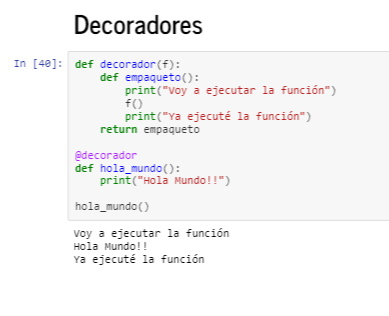 Decoradores
In [40]: def decorador(f):
def empaqueto():
print("Voy a ejecutar la función")
f()
print("Ya ejecuté la función")
return empaqueto
@decorador
def hola_mundo():
print("Hola Mundo!!")
hola_mundo()
Voy a ejecutar la función
Hola Mundo!!
Ya ejecuté la función